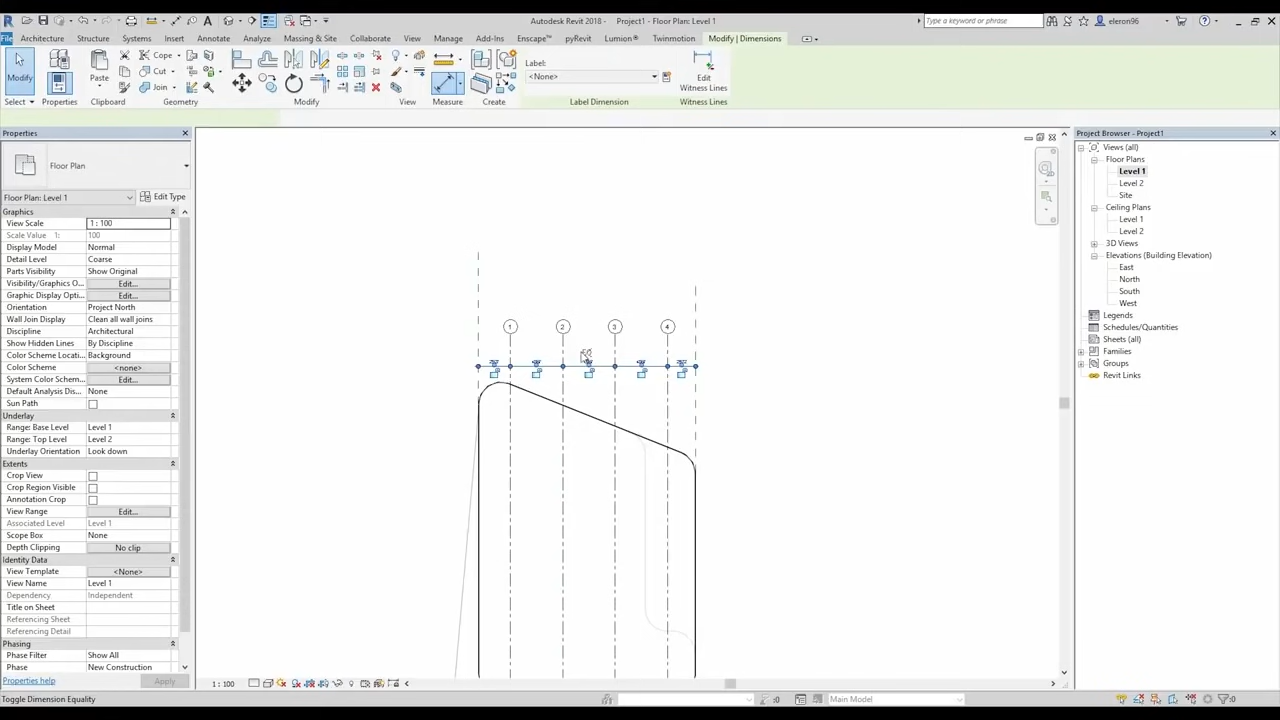 Autodesk Revit 2018 - Project1 - Floor Plan: Level 1
Type a keyword or phrase
eleron96
File
Architecture
Structure
Systems
Insert
Annotate
Analyze
Massing & Site
Collaborate
View
Manage
Add-Ins
Enscape™
pyRevit
Lumion®
Twinmotion
Modify | Dimensions
Modify
Paste
Cope
Cut
Join
Edit
Witness Lines
Label:
<None>
Select
Properties
Clipboard
Geometry
Modify
View
Measure
Create
Label Dimension
Witness Lines
Properties
Floor Plan
Floor Plan: Level 1
Edit Type
Graphics
View Scale 1 : 100
Scale Value 1: 100
Display Model Normal
Detail Level Coarse
Parts Visibility Show Original
Visibility/Graphics O... Edit...
Graphic Display Opti... Edit...
Orientation Project North
Wall Join Display Clean all wall joins
Discipline Architectural
Show Hidden Lines By Discipline
Color Scheme Locati... Background
Color Scheme <none>
System Color Schem... Edit...
Default Analysis Dis... None
Sun Path
Underlay
Range: Base Level Level 1
Range: Top Level Level 2
Underlay Orientation Look down
Extents
Crop View
Crop Region Visible
Annotation Crop
View Range Edit...
Associated Level Level 1
Scope Box None
Depth Clipping No clip
Identity Data
View Template <None>
View Name Level 1
Dependency Independent
Title on Sheet
Referencing Sheet
Referencing Detail
Phasing
Phase Filter Show All
Phase New Construction
Properties help
Apply
1 2 3 4
Project Browser - Project1
Views (all)
Floor Plans
Level 1
Level 2
Site
Ceiling Plans
Level 1
Level 2
3D Views
Elevations (Building Elevation)
East
North
South
West
Legends
Schedules/Quantities
Sheets (all)
Families
Groups
Revit Links
1 : 100
Toggle Dimension Equality
:0
Main Model
:0